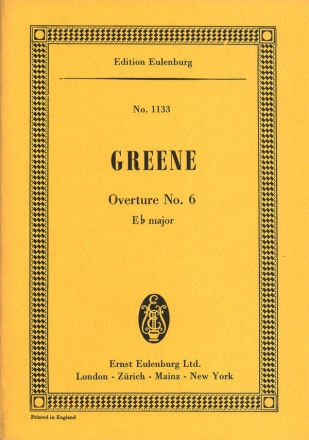 Edition Eulenburg
No. 1133
GREENE
Overture No. 6
E♭ major
Ernst Eulenburg Ltd.
London - Zürich - Mainz - New York
Printed in England